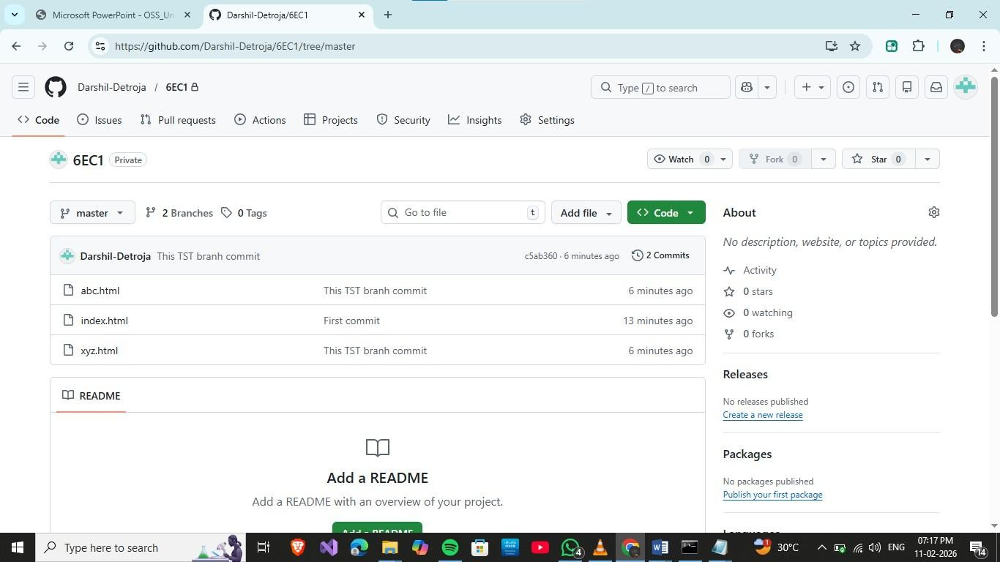 Microsoft PowerPoint - OSS_Un
Darshil-Detroja/6EC1
https://github.com/Darshil-Detroja/6EC1/tree/master
Darshil-Detroja / 6EC1
Type / to search
Code
Issues
Pull requests
Actions
Projects
Security
Insights
Settings
6EC1 Private
Watch 0
Fork 0
Star 0
master
2 Branches
0 Tags
Go to file t
Add file
Code
Darshil-Detroja This TST branh commit c5ab360 · 6 minutes ago 2 Commits
abc.html This TST branh commit 6 minutes ago
index.html First commit 13 minutes ago
xyz.html This TST branh commit 6 minutes ago
README
Add a README
Add a README with an overview of your project.
Add a README
About
No description, website, or topics provided.
Activity
0 stars
0 watching
0 forks
Releases
No releases published
Create a new release
Packages
No packages published
Publish your first package
Languages
Type here to search
4
1
30°C
ENG
07:17 PM
11-02-2026
14